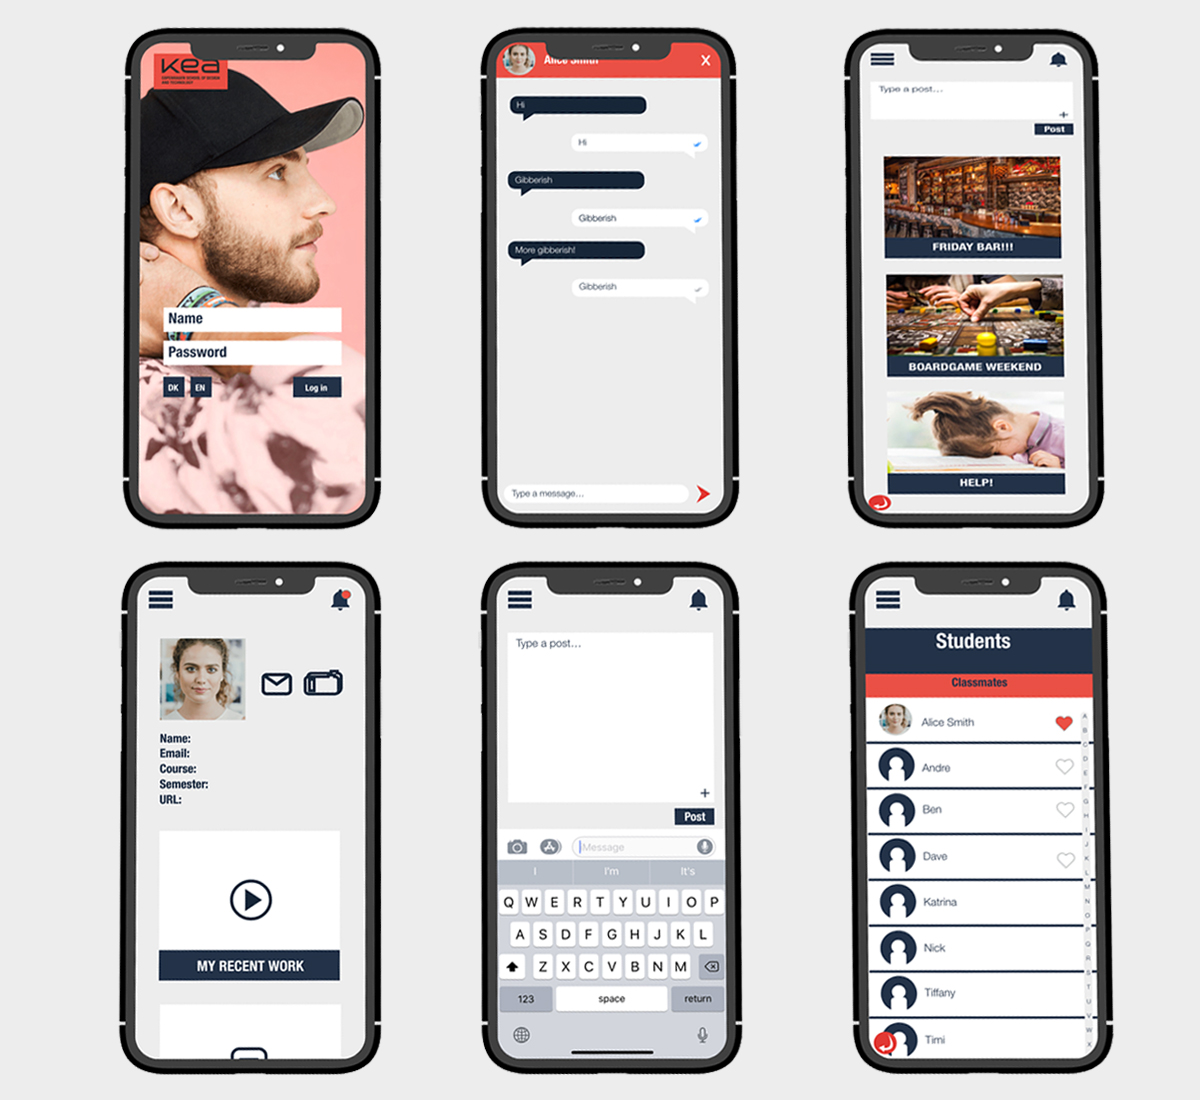 kea
COPENHAGEN SCHOOL OF DESIGN
AND TECHNOLOGY
Name
Password
DK EN Log in
Alice Smith X
Hi
Hi
Gibberish
Gibberish
More gibberish!
Gibberish
Type a message...
Type a post...
+
Post
FRIDAY BAR!!!
BOARDGAME WEEKEND
HELP!
Name:
Email:
Course:
Semester:
URL:
MY RECENT WORK
Type a post...
+
Post
Message
I I'm It's
Q W E R T Y U I O P
A S D F G H J K L
Z X C V B N M
123 space return
Students
Classmates
Alice Smith
Andre
Ben
Dave
Katrina
Nick
Tiffany
Timi
A
B
C
D
E
F
G
H
J
K
L
M
N
O
P
G
R
S
T
U
V
W
X